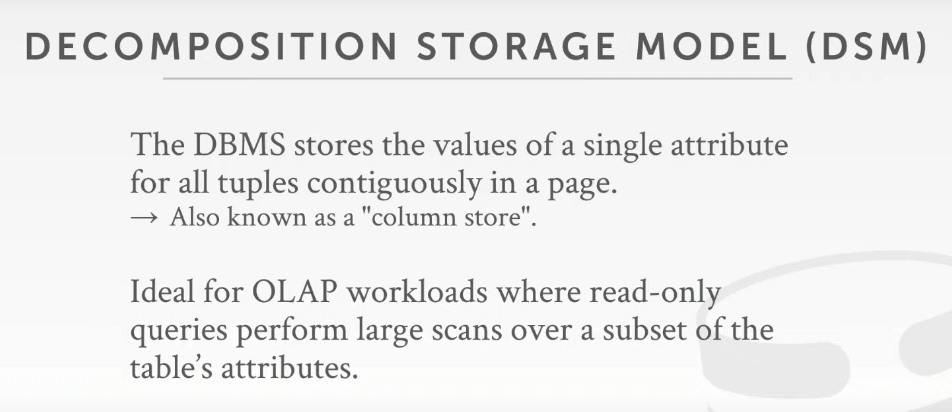 DECOMPOSITION STORAGE MODEL (DSM)
The DBMS stores the values of a single attribute
for all tuples contiguously in a page.
→ Also known as a "column store".
Ideal for OLAP workloads where read-only
queries perform large scans over a subset of the
table’s attributes.